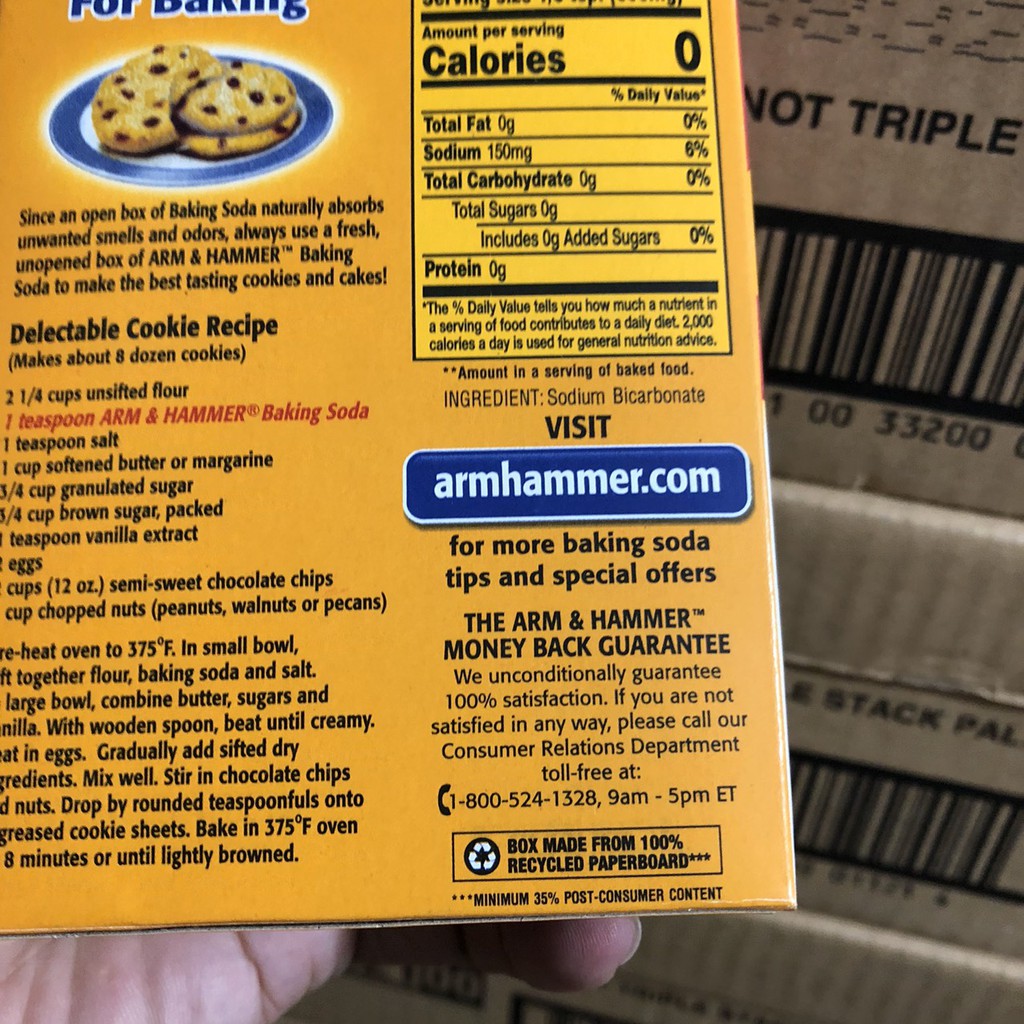 For Baking
Since an open box of Baking Soda naturally absorbs
unwanted smells and odors, always use a fresh,
unopened box of ARM & HAMMER™ Baking
Soda to make the best tasting cookies and cakes!
Delectable Cookie Recipe
(Makes about 8 dozen cookies)
2 1/4 cups unsifted flour
1 teaspoon ARM & HAMMER® Baking Soda
1 teaspoon salt
1 cup softened butter or margarine
3/4 cup granulated sugar
3/4 cup brown sugar, packed
teaspoon vanilla extract
eggs
cups (12 oz.) semi-sweet chocolate chips
cup chopped nuts (peanuts, walnuts or pecans)
re-heat oven to 375°F. In small bowl,
ft together flour, baking soda and salt.
large bowl, combine butter, sugars and
nilla. With wooden spoon, beat until creamy.
eat in eggs. Gradually add sifted dry
gredients. Mix well. Stir in chocolate chips
d nuts. Drop by rounded teaspoonfuls onto
greased cookie sheets. Bake in 375°F oven
8 minutes or until lightly browned.
Amount per serving
Calories 0
% Daily Value*
Total Fat 0g 0%
Sodium 150mg 6%
Total Carbohydrate 0g 0%
Total Sugars 0g
Includes 0g Added Sugars 0%
Protein 0g
*The % Daily Value tells you how much a nutrient in
a serving of food contributes to a daily diet. 2,000
calories a day is used for general nutrition advice.
**Amount in a serving of baked food.
INGREDIENT: Sodium Bicarbonate
VISIT
armhammer.com
for more baking soda
tips and special offers
THE ARM & HAMMER™
MONEY BACK GUARANTEE
We unconditionally guarantee
100% satisfaction. If you are not
satisfied in any way, please call our
Consumer Relations Department
toll-free at:
1-800-524-1328, 9am - 5pm ET
BOX MADE FROM 100%
RECYCLED PAPERBOARD***
***MINIMUM 35% POST-CONSUMER CONTENT
NOT TRIPLE
1 00 33200
E STACK PAL